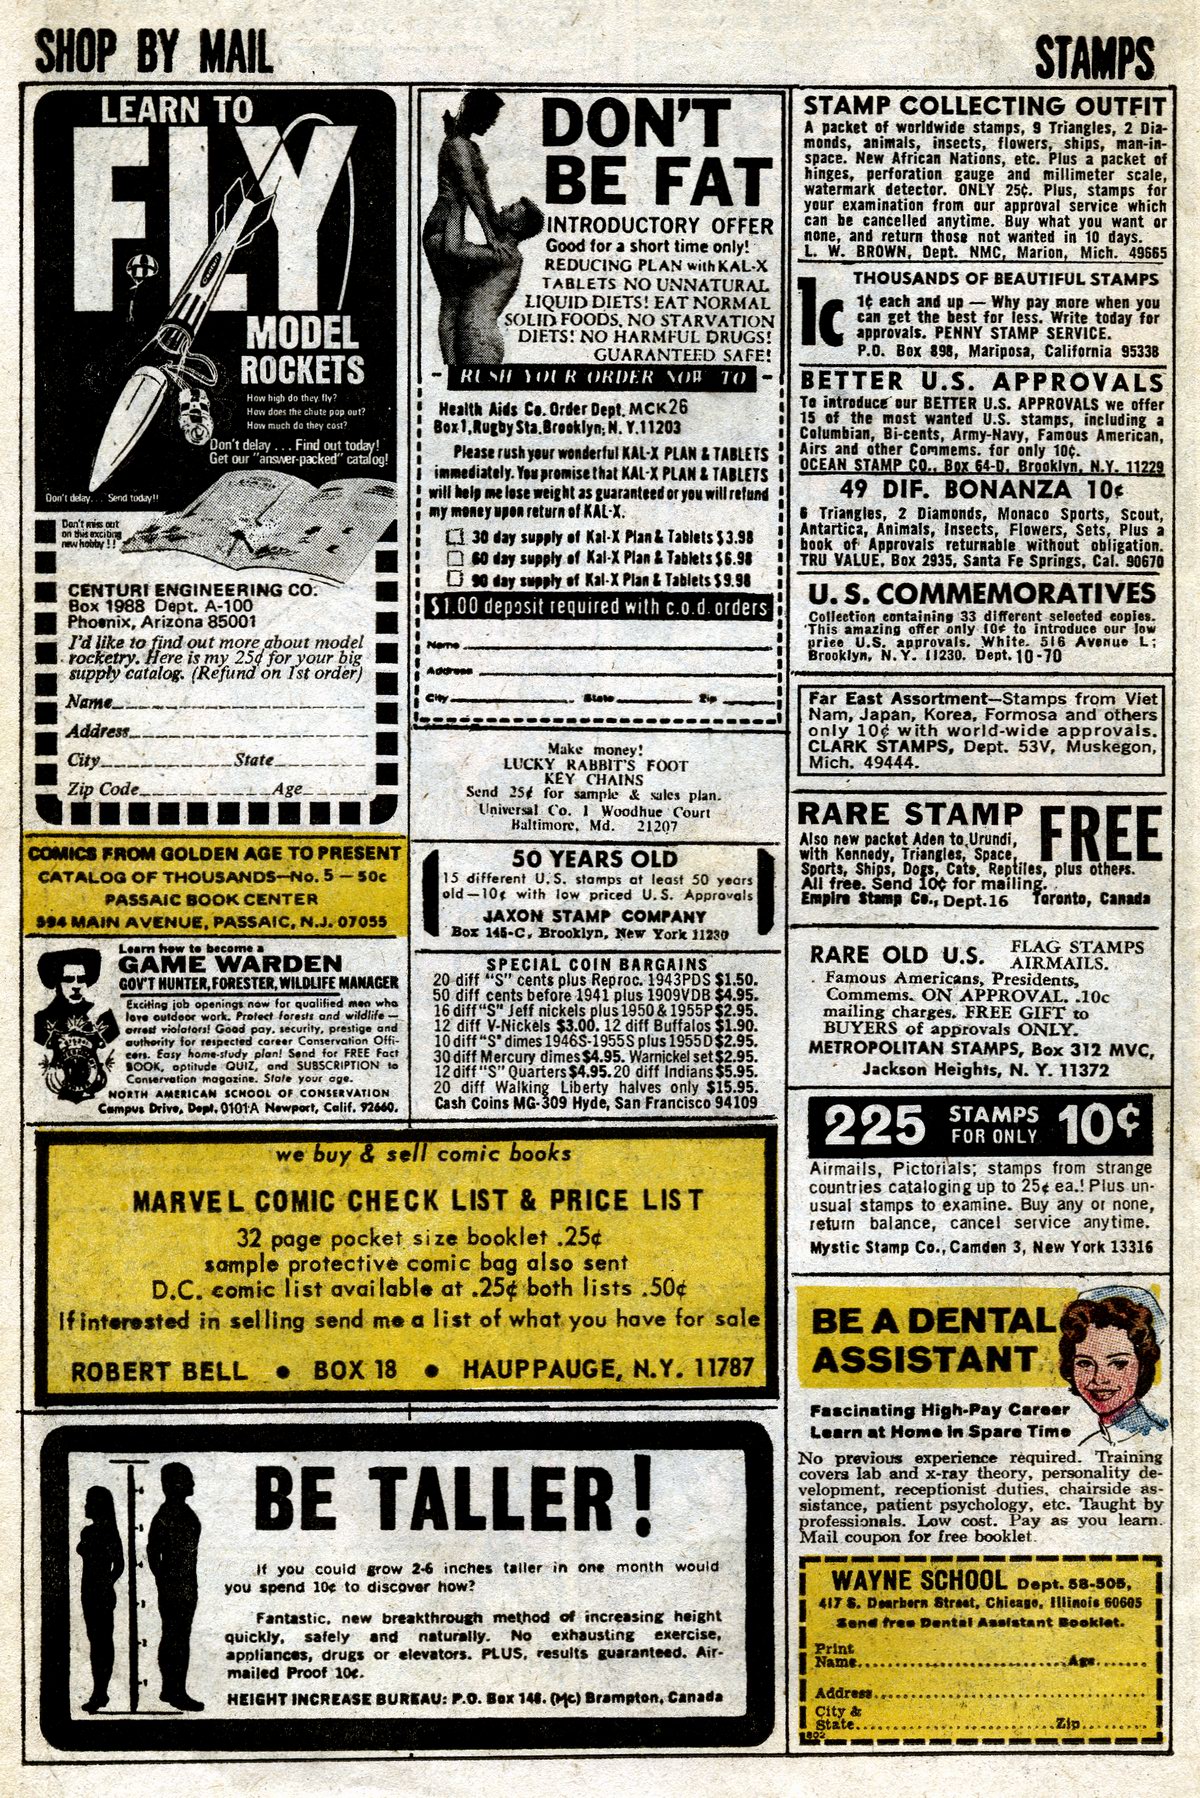 SHOP BY MAIL
STAMPS
LEARN TO
FLY
MODEL
ROCKETS
How high do they fly?
How does the chute pop out?
How much do they cost?
Don't delay... Find out today!
Get our "answer-packed" catalog!
Don't delay... Send today!!
Don't miss out
on this exciting
new hobby!!
CENTURI ENGINEERING CO.
Box 1988 Dept. A-100
Phoenix, Arizona 85001
I'd like to find out more about model
rocketry. Here is my 25¢ for your big
supply catalog. (Refund on 1st order)
Name
Address
City State
Zip Code Age
COMICS FROM GOLDEN AGE TO PRESENT
CATALOG OF THOUSANDS—No. 5 — 50c
PASSAIC BOOK CENTER
594 MAIN AVENUE, PASSAIC, N.J. 07055
Learn how to become a
GAME WARDEN
GOV'T HUNTER, FORESTER, WILDLIFE MANAGER
Exciting job openings now for qualified men who
love outdoor work. Protect forests and wildlife —
arrest violators! Good pay, security, prestige and
authority for respected career Conservation Offi-
cers. Easy home-study plan! Send for FREE Fact
BOOK, aptitude QUIZ, and SUBSCRIPTION to
Conservation magazine. State your age.
NORTH AMERICAN SCHOOL OF CONSERVATION
Campus Drive, Dept. 0101A Newport, Calif. 92660.
DON'T
BE FAT
INTRODUCTORY OFFER
Good for a short time only!
REDUCING PLAN with KAL-X
TABLETS NO UNNATURAL
LIQUID DIETS! EAT NORMAL
SOLID FOODS. NO STARVATION
DIETS! NO HARMFUL DRUGS!
GUARANTEED SAFE!
RUSH YOUR ORDER NOW TO
Health Aids Co. Order Dept. MCK26
Box 1, Rugby Sta. Brooklyn, N.Y. 11203
Please rush your wonderful KAL-X PLAN & TABLETS
immediately. You promise that KAL-X PLAN & TABLETS
will help me lose weight as guaranteed or you will refund
my money upon return of KAL-X.
30 day supply of Kal-X Plan & Tablets $3.98
60 day supply of Kal-X Plan & Tablets $6.98
90 day supply of Kal-X Plan & Tablets $9.98
$1.00 deposit required with c.o.d. orders
Name
Address
City State Zip
Make money!
LUCKY RABBIT'S FOOT
KEY CHAINS
Send 25¢ for sample & sales plan.
Universal Co. 1 Woodhue Court
Baltimore, Md. 21207
50 YEARS OLD
15 different U.S. stamps at least 50 years
old—10¢ with low priced U.S. Approvals
JAXON STAMP COMPANY
Box 145-C, Brooklyn, New York 11230
SPECIAL COIN BARGAINS
20 diff "S" cents plus Reproc. 1943PDS $1.50.
50 diff cents before 1941 plus 1909VDB $4.95.
16 diff "S" Jeff nickels plus 1950 & 1955P $2.95.
12 diff V-Nickels $3.00. 12 diff Buffalos $1.90.
10 diff "S" dimes 1946S-1955S plus 1955D $2.95.
30 diff Mercury dimes $4.95. Warnickel set $2.95.
12 diff "S" Quarters $4.95. 20 diff Indians $5.95.
20 diff Walking Liberty halves only $15.95.
Cash Coins MG-309 Hyde, San Francisco 94109
we buy & sell comic books
MARVEL COMIC CHECK LIST & PRICE LIST
32 page pocket size booklet .25¢
sample protective comic bag also sent
D.C. comic list available at .25¢ both lists .50¢
If interested in selling send me a list of what you have for sale
ROBERT BELL • BOX 18 • HAUPPAUGE, N.Y. 11787
BE TALLER!
If you could grow 2-6 inches taller in one month would
you spend 10¢ to discover how?
Fantastic, new breakthrough method of increasing height
quickly, safely and naturally. No exhausting exercise,
appliances, drugs or elevators. PLUS, results guaranteed. Air-
mailed Proof 10¢.
HEIGHT INCREASE BUREAU: P.O. Box 146. (Mc) Brampton, Canada
STAMP COLLECTING OUTFIT
A packet of worldwide stamps, 9 Triangles, 2 Dia-
monds, animals, insects, flowers, ships, man-in-
space. New African Nations, etc. Plus a packet of
hinges, perforation gauge and millimeter scale,
watermark detector. ONLY 25¢. Plus, stamps for
your examination from our approval service which
can be cancelled anytime. Buy what you want or
none, and return those not wanted in 10 days.
L. W. BROWN, Dept. NMC, Marion, Mich. 49665
1c
THOUSANDS OF BEAUTIFUL STAMPS
1¢ each and up — Why pay more when you
can get the best for less. Write today for
approvals. PENNY STAMP SERVICE.
P.O. Box 898, Mariposa, California 95338
BETTER U.S. APPROVALS
To introduce our BETTER U.S. APPROVALS we offer
15 of the most wanted U.S. stamps, including a
Columbian, Bi-cents, Army-Navy, Famous American,
Airs and other Commems. for only 10¢.
OCEAN STAMP CO., Box 64-D, Brooklyn, N.Y. 11229
49 DIF. BONANZA 10¢
6 Triangles, 2 Diamonds, Monaco Sports, Scout,
Antartica, Animals, Insects, Flowers, Sets, Plus a
book of Approvals returnable without obligation.
TRU VALUE, Box 2935, Santa Fe Springs, Cal. 90670
U.S. COMMEMORATIVES
Collection containing 33 different selected copies.
This amazing offer only 10¢ to introduce our low
price U.S. approvals. White. 516 Avenue L;
Brooklyn, N.Y. 11230. Dept. 10-70
Far East Assortment—Stamps from Viet
Nam, Japan, Korea, Formosa and others
only 10¢ with world-wide approvals.
CLARK STAMPS, Dept. 53V, Muskegon,
Mich. 49444.
RARE STAMP FREE
Also new packet Aden to Urundi,
with Kennedy, Triangles, Space,
Sports, Ships, Dogs, Cats, Reptiles, plus others.
All free. Send 10¢ for mailing.
Empire Stamp Co., Dept. 16 Toronto, Canada
RARE OLD U.S. FLAG STAMPS
AIRMAILS.
Famous Americans, Presidents,
Commems. ON APPROVAL. .10c
mailing charges. FREE GIFT to
BUYERS of approvals ONLY.
METROPOLITAN STAMPS, Box 312 MVC,
Jackson Heights, N. Y. 11372
225 STAMPS FOR ONLY 10¢
Airmails, Pictorials; stamps from strange
countries cataloging up to 25¢ ea.! Plus un-
usual stamps to examine. Buy any or none,
return balance, cancel service anytime.
Mystic Stamp Co., Camden 3, New York 13316
BE A DENTAL
ASSISTANT
Fascinating High-Pay Career
Learn at Home in Spare Time
No previous experience required. Training
covers lab and x-ray theory, personality de-
velopment, receptionist duties, chairside as-
sistance, patient psychology, etc. Taught by
professionals. Low cost. Pay as you learn.
Mail coupon for free booklet.
WAYNE SCHOOL Dept. 58-505,
417 S. Dearborn Street, Chicago, Illinois 60605
Send free Dental Assistant Booklet.
Print
Name Age
Address
City &
State Zip
802